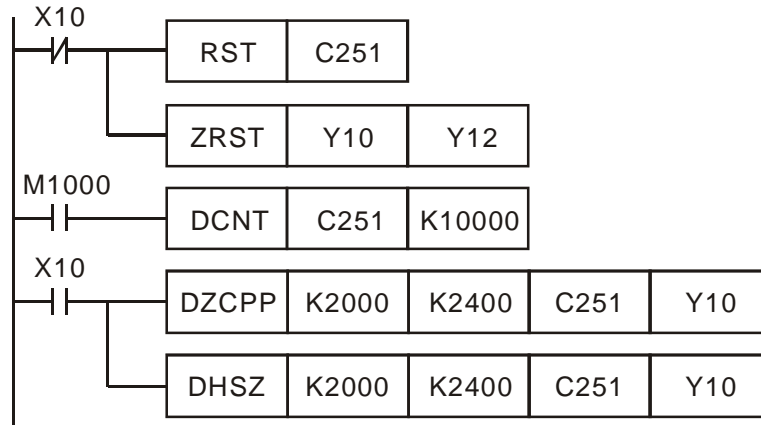 X10
RST C251
ZRST Y10 Y12
M1000
DCNT C251 K10000
X10
DZCPP K2000 K2400 C251 Y10
DHSZ K2000 K2400 C251 Y10